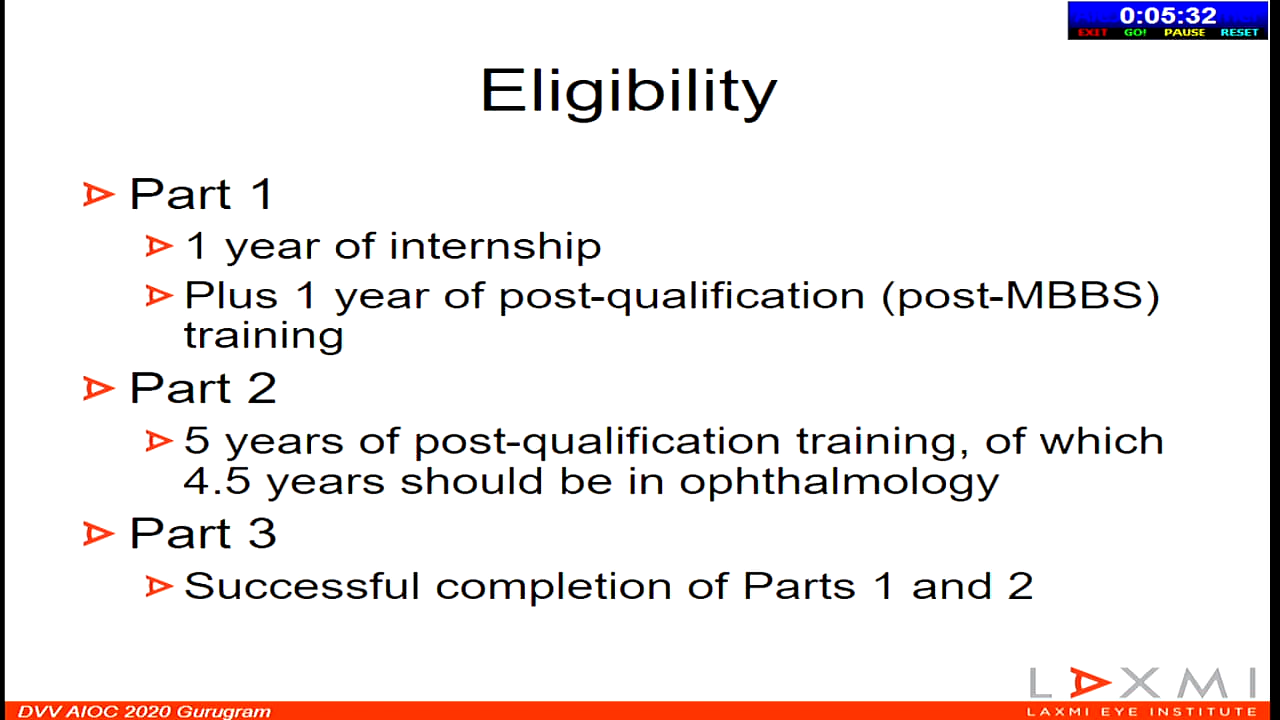 0:05:32
EXIT GO! PAUSE RESET
Eligibility
Part 1
1 year of internship
Plus 1 year of post-qualification (post-MBBS)
training
Part 2
5 years of post-qualification training, of which
4.5 years should be in ophthalmology
Part 3
Successful completion of Parts 1 and 2
LAXMI
LAXMI EYE INSTITUTE
DVV AIOC 2020 Gurugram